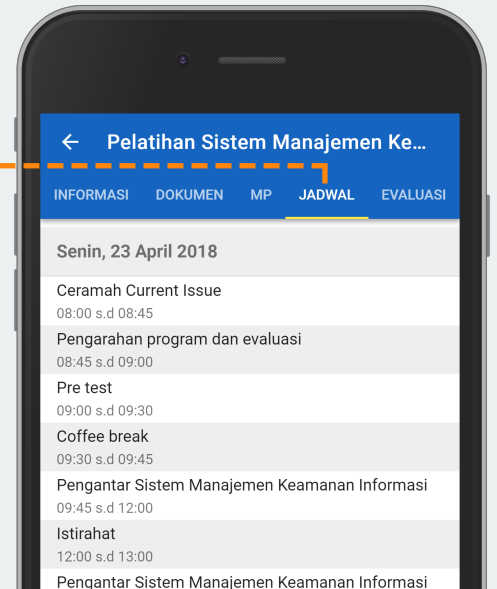 Pelatihan Sistem Manajemen Ke...
INFORMASI DOKUMEN MP JADWAL EVALUASI
Senin, 23 April 2018
Ceramah Current Issue
08:00 s.d 08:45
Pengarahan program dan evaluasi
08:45 s.d 09:00
Pre test
09:00 s.d 09:30
Coffee break
09:30 s.d 09:45
Pengantar Sistem Manajemen Keamanan Informasi
09:45 s.d 12:00
Istirahat
12:00 s.d 13:00
Pengantar Sistem Manajemen Keamanan Informasi